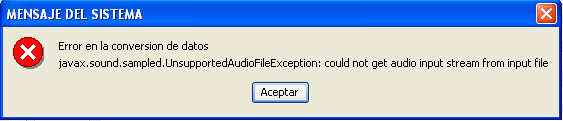 MENSAJE DEL SISTEMA
Error en la conversion de datos
javax.sound.sampled.UnsupportedAudioFileException: could not get audio input stream from input file
Aceptar